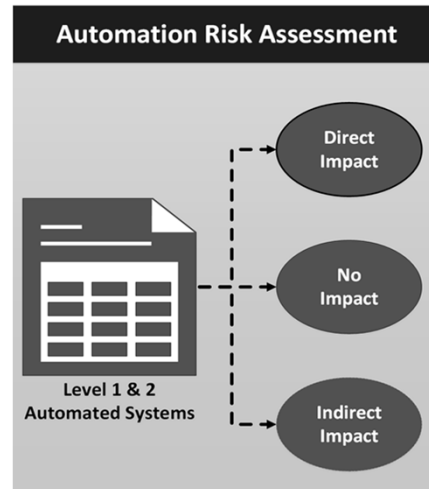 Automation Risk Assessment
Direct
Impact
No
Impact
Level 1 & 2
Automated Systems
Indirect
Impact